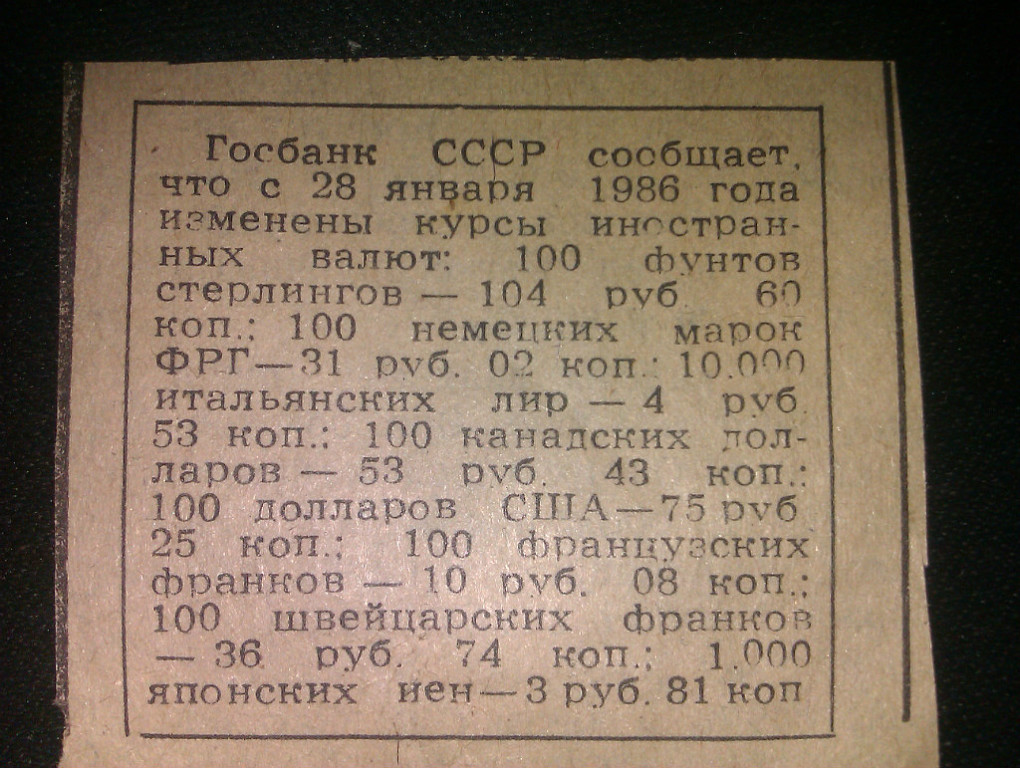 Госбанк СССР сообщает,
что с 28 января 1986 года
изменены курсы иностран-
ных валют: 100 фунтов
стерлингов — 104 руб 60
коп.; 100 немецких марок
ФРГ—31 руб. 02 коп.: 10.000
итальянских лир — 4 руб.
53 коп.: 100 канадских дол-
ларов — 53 руб. 43 коп.:
100 долларов США—75 руб
25 коп.; 100 французских
франков — 10 руб. 08 коп.;
100 швейцарских франков
— 36 руб. 74 коп.; 1.000
японских иен—3 руб. 81 коп